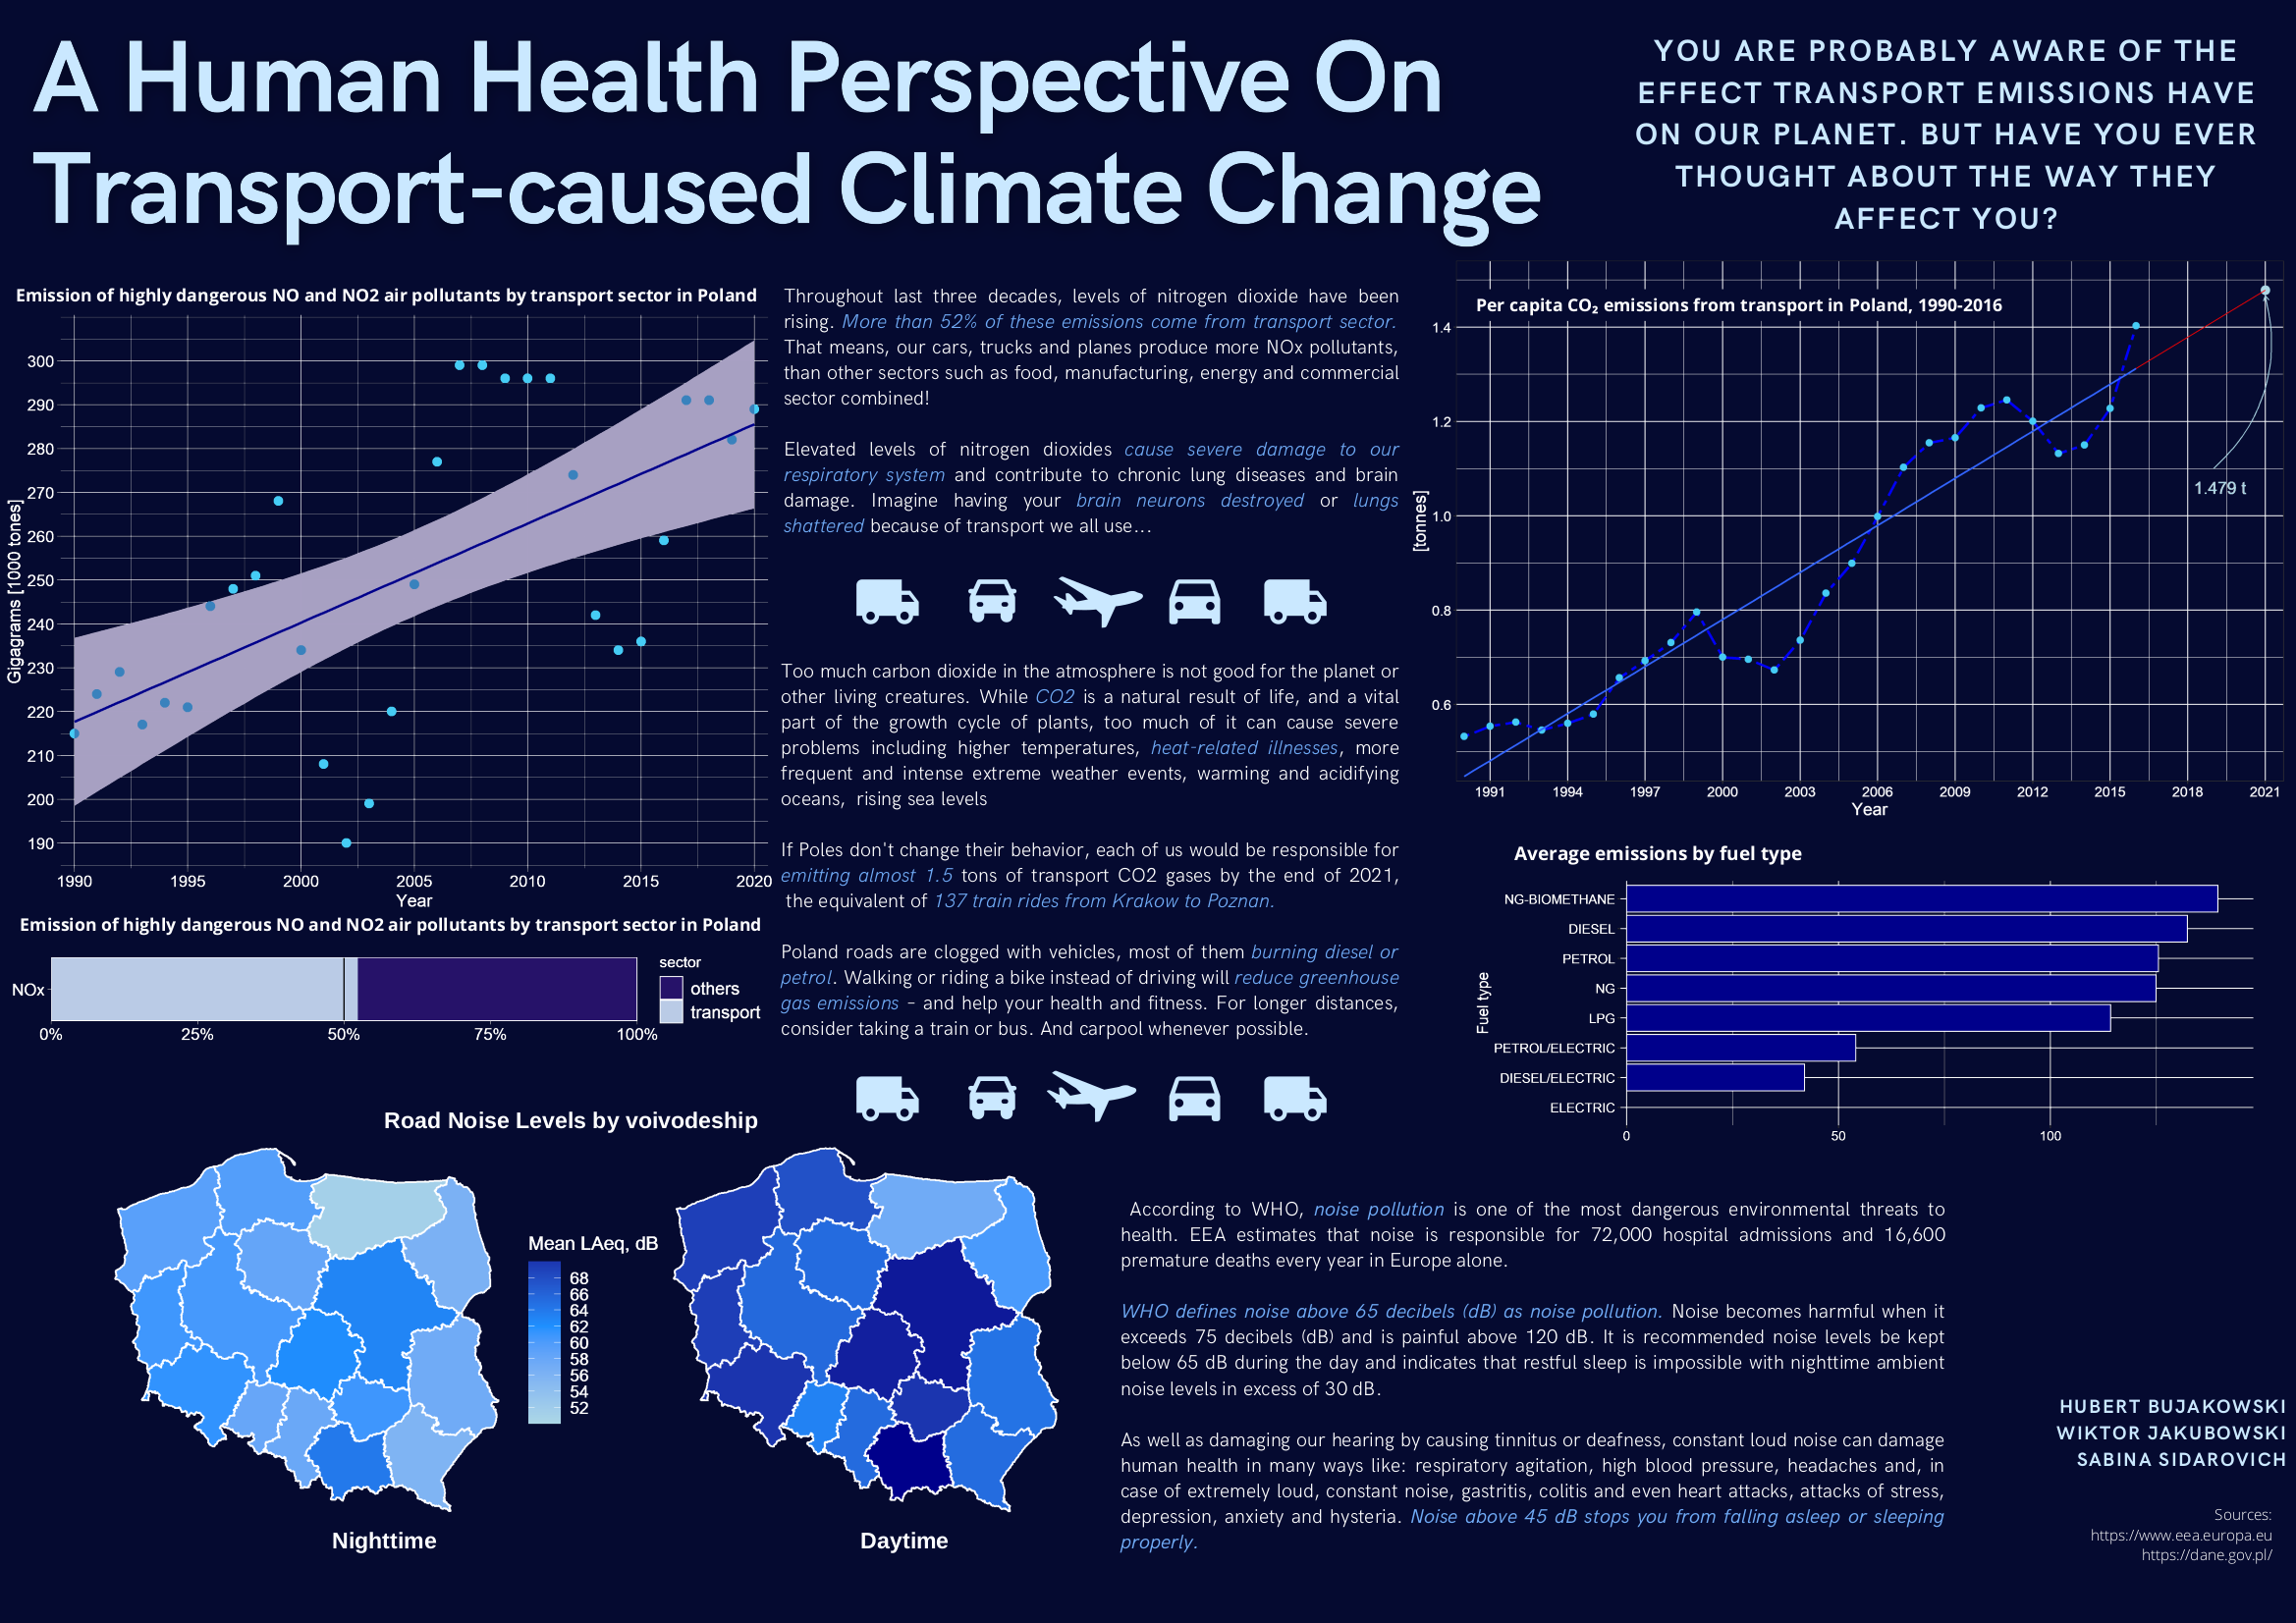 A Human Health Perspective On
Transport-caused Climate Change
YOU ARE PROBABLY AWARE OF THE
EFFECT TRANSPORT EMISSIONS HAVE
ON OUR PLANET. BUT HAVE YOU EVER
THOUGHT ABOUT THE WAY THEY
AFFECT YOU?
Emission of highly dangerous NO and NO2 air pollutants by transport sector in Poland
Gigagrams [1000 tones]
300
290
280
270
260
250
240
230
220
210
200
190
1990 1995 2000 2005 2010 2015 2020
Year
Emission of highly dangerous NO and NO2 air pollutants by transport sector in Poland
NOx
0% 25% 50% 75% 100%
sector
others
transport
Throughout last three decades, levels of nitrogen dioxide have been
rising. More than 52% of these emissions come from transport sector.
That means, our cars, trucks and planes produce more NOx pollutants,
than other sectors such as food, manufacturing, energy and commercial
sector combined!
Elevated levels of nitrogen dioxides cause severe damage to our
respiratory system and contribute to chronic lung diseases and brain
damage. Imagine having your brain neurons destroyed or lungs
shattered because of transport we all use...
Too much carbon dioxide in the atmosphere is not good for the planet or
other living creatures. While CO2 is a natural result of life, and a vital
part of the growth cycle of plants, too much of it can cause severe
problems including higher temperatures, heat-related illnesses, more
frequent and intense extreme weather events, warming and acidifying
oceans, rising sea levels
If Poles don't change their behavior, each of us would be responsible for
emitting almost 1.5 tons of transport CO2 gases by the end of 2021,
the equivalent of 137 train rides from Krakow to Poznan.
Poland roads are clogged with vehicles, most of them burning diesel or
petrol. Walking or riding a bike instead of driving will reduce greenhouse
gas emissions – and help your health and fitness. For longer distances,
consider taking a train or bus. And carpool whenever possible.
Per capita CO₂ emissions from transport in Poland, 1990-2016
[tonnes]
1.4
1.2
1.0
0.8
0.6
1.479 t
1991 1994 1997 2000 2003 2006 2009 2012 2015 2018 2021
Year
Average emissions by fuel type
Fuel type
NG-BIOMETHANE
DIESEL
PETROL
NG
LPG
PETROL/ELECTRIC
DIESEL/ELECTRIC
ELECTRIC
0 50 100
Road Noise Levels by voivodeship
Mean LAeq, dB
68
66
64
62
60
58
56
54
52
Nighttime
Daytime
According to WHO, noise pollution is one of the most dangerous environmental threats to
health. EEA estimates that noise is responsible for 72,000 hospital admissions and 16,600
premature deaths every year in Europe alone.
WHO defines noise above 65 decibels (dB) as noise pollution. Noise becomes harmful when it
exceeds 75 decibels (dB) and is painful above 120 dB. It is recommended noise levels be kept
below 65 dB during the day and indicates that restful sleep is impossible with nighttime ambient
noise levels in excess of 30 dB.
As well as damaging our hearing by causing tinnitus or deafness, constant loud noise can damage
human health in many ways like: respiratory agitation, high blood pressure, headaches and, in
case of extremely loud, constant noise, gastritis, colitis and even heart attacks, attacks of stress,
depression, anxiety and hysteria. Noise above 45 dB stops you from falling asleep or sleeping
properly.
HUBERT BUJAKOWSKI
WIKTOR JAKUBOWSKI
SABINA SIDAROVICH
Sources:
https://www.eea.europa.eu
https://dane.gov.pl/